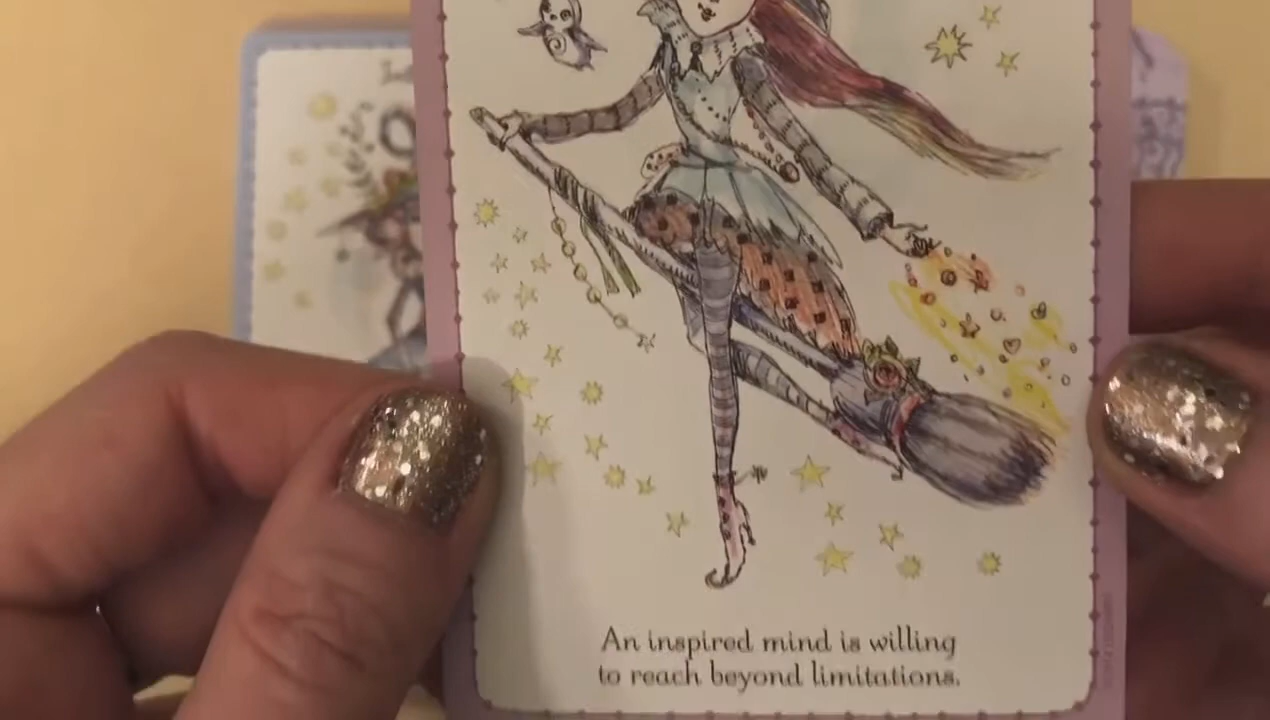 An inspired mind is willing
to reach beyond limitations.